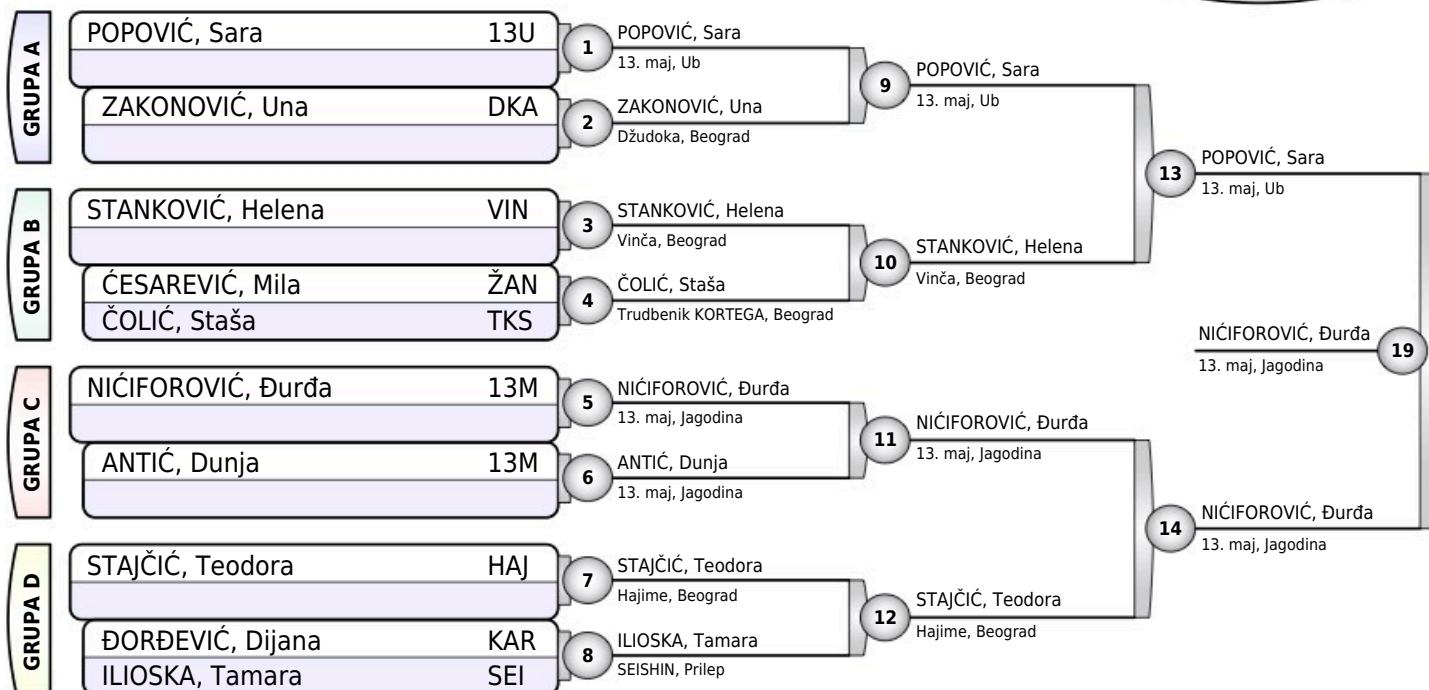 GRUPA A
POPOVIĆ, Sara 13U
ZAKONOVIĆ, Una DKA
1
POPOVIĆ, Sara
13. maj, Ub
2
ZAKONOVIĆ, Una
Džudoka, Beograd
9
POPOVIĆ, Sara
13. maj, Ub
GRUPA B
STANKOVIĆ, Helena VIN
ĆESAREVIĆ, Mila ŽAN
ČOLIĆ, Staša TKS
3
STANKOVIĆ, Helena
Vinča, Beograd
4
ČOLIĆ, Staša
Trudbenik KORTEGA, Beograd
10
STANKOVIĆ, Helena
Vinča, Beograd
13
POPOVIĆ, Sara
13. maj, Ub
GRUPA C
NIĆIFOROVIĆ, Đurđa 13M
ANTIĆ, Dunja 13M
5
NIĆIFOROVIĆ, Đurđa
13. maj, Jagodina
6
ANTIĆ, Dunja
13. maj, Jagodina
11
NIĆIFOROVIĆ, Đurđa
13. maj, Jagodina
GRUPA D
STAJČIĆ, Teodora HAJ
ĐORĐEVIĆ, Dijana KAR
ILIOSKA, Tamara SEI
7
STAJČIĆ, Teodora
Hajime, Beograd
8
ILIOSKA, Tamara
SEISHIN, Prilep
12
STAJČIĆ, Teodora
Hajime, Beograd
14
NIĆIFOROVIĆ, Đurđa
13. maj, Jagodina
NIĆIFOROVIĆ, Đurđa
13. maj, Jagodina
19